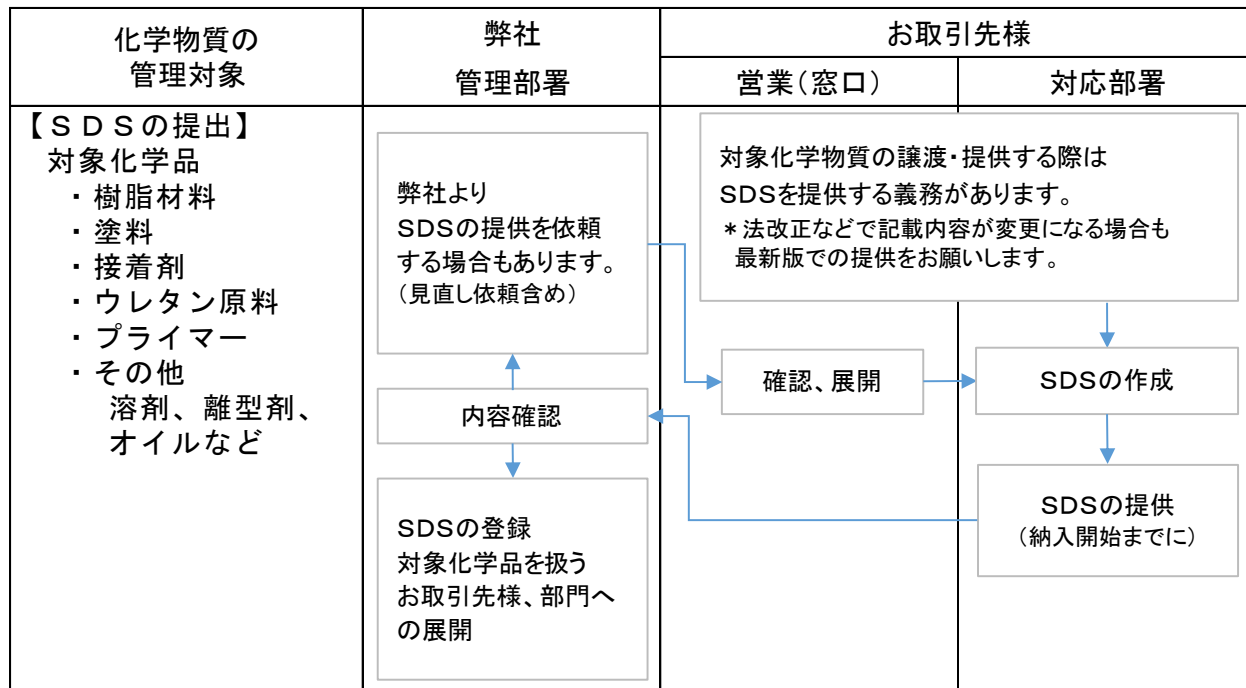 化学物質の
管理対象
弊社
管理部署
お取引先様
営業(窓口)
対応部署
【ＳＤＳの提出】
対象化学品
・樹脂材料
・塗料
・接着剤
・ウレタン原料
・プライマー
・その他
溶剤、離型剤、
オイルなど
弊社より
SDSの提供を依頼
する場合もあります。
(見直し依頼含め)
内容確認
SDSの登録
対象化学品を扱う
お取引先様、部門へ
の展開
対象化学物質の譲渡・提供する際は
SDSを提供する義務があります。
＊法改正などで記載内容が変更になる場合も
最新版での提供をお願いします。
確認、展開
SDSの作成
SDSの提供
(納入開始までに)